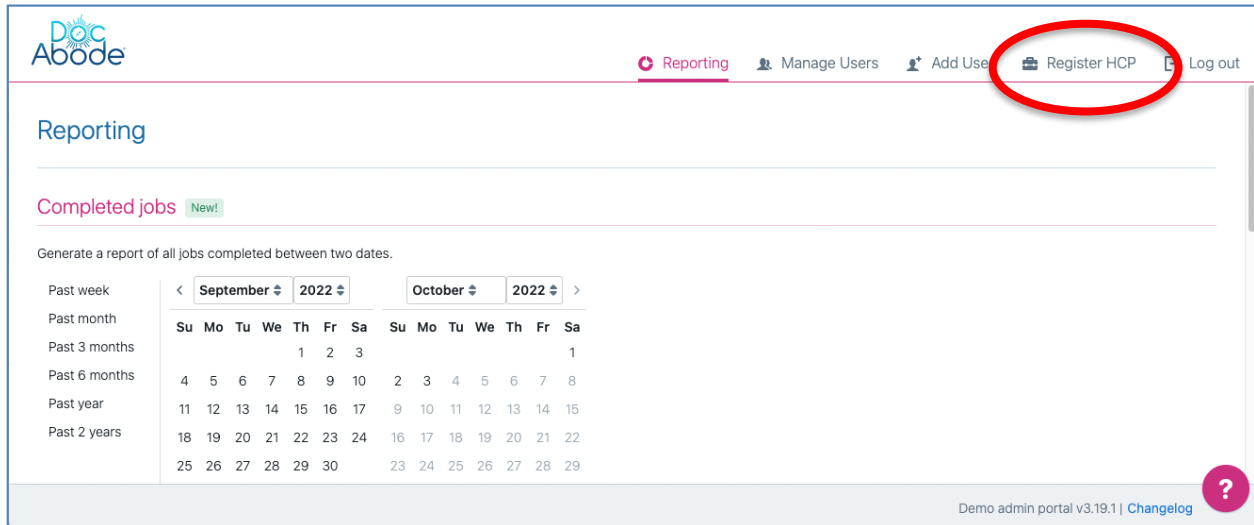 Doc
Abode
Reporting Manage Users Add Use Register HCP Log out
Reporting
Completed jobs New!
Generate a report of all jobs completed between two dates.
Past week
Past month
Past 3 months
Past 6 months
Past year
Past 2 years
< September 2022
Su Mo Tu We Th Fr Sa
1 2 3
4 5 6 7 8 9 10
11 12 13 14 15 16 17
18 19 20 21 22 23 24
25 26 27 28 29 30
October 2022 >
Su Mo Tu We Th Fr Sa
1
2 3 4 5 6 7 8
9 10 11 12 13 14 15
16 17 18 19 20 21 22
23 24 25 26 27 28 29
?
Demo admin portal v3.19.1 | Changelog